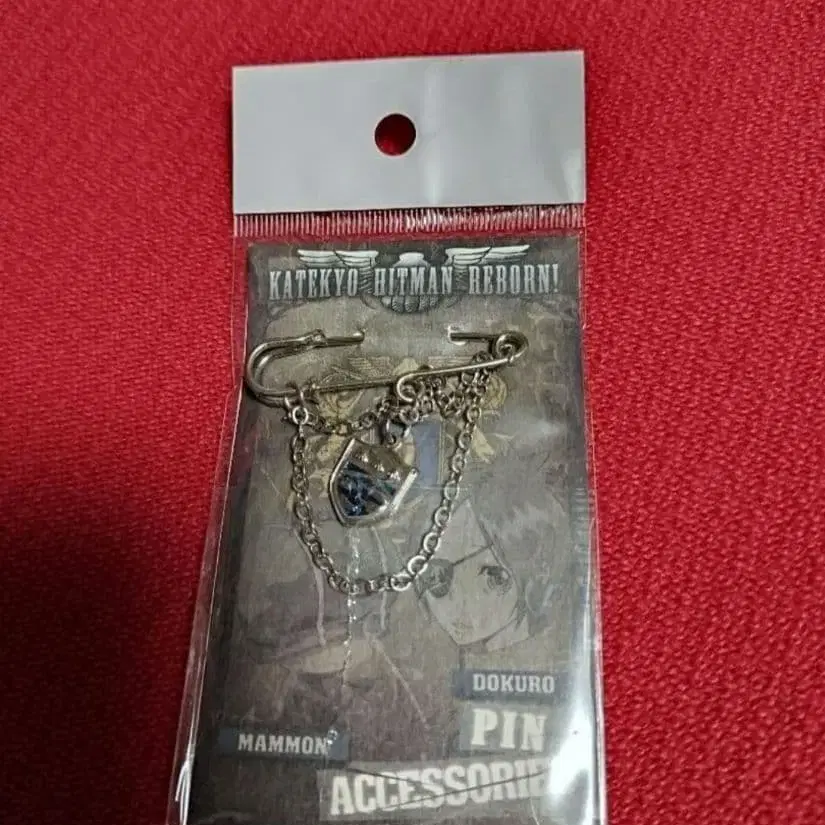 KATEKYO HITMAN REBORN!
DOKURO
MAMMON
PIN
ACCESSORIE